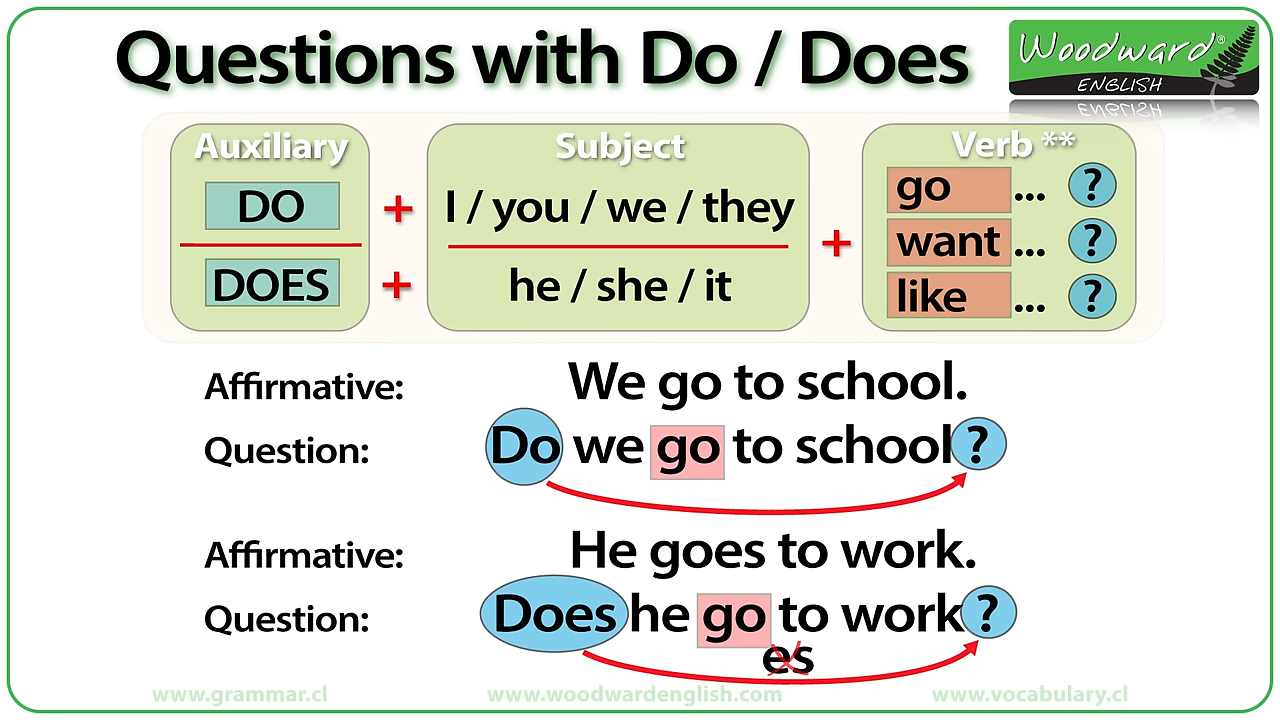 Questions with Do / Does
Woodward®
ENGLISH
Auxiliary
DO
DOES
+
+
Subject
I / you / we / they
he / she / it
+
Verb **
go ... ?
want ... ?
like ... ?
Affirmative: We go to school.
Question: Do we go to school ?
Affirmative: He goes to work.
Question: Does he go to work ?
es
www.grammar.cl www.woodwardenglish.com www.vocabulary.cl